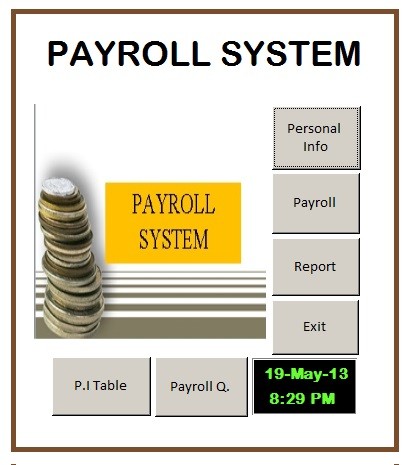 PAYROLL SYSTEM
PAYROLL
SYSTEM
Personal
Info
Payroll
Report
Exit
P.I Table
Payroll Q.
19-May-13
8:29 PM